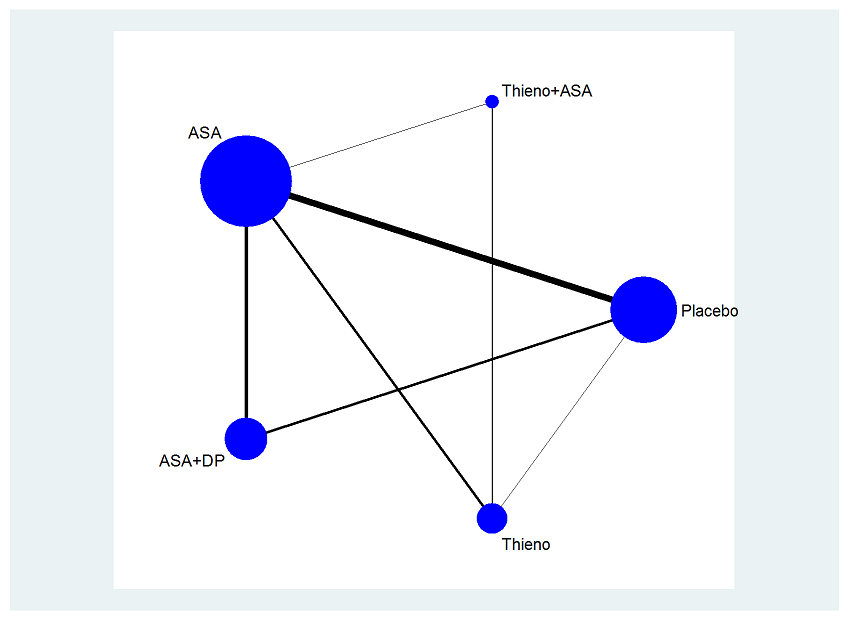 Thieno+ASA
ASA
Placebo
ASA+DP
Thieno